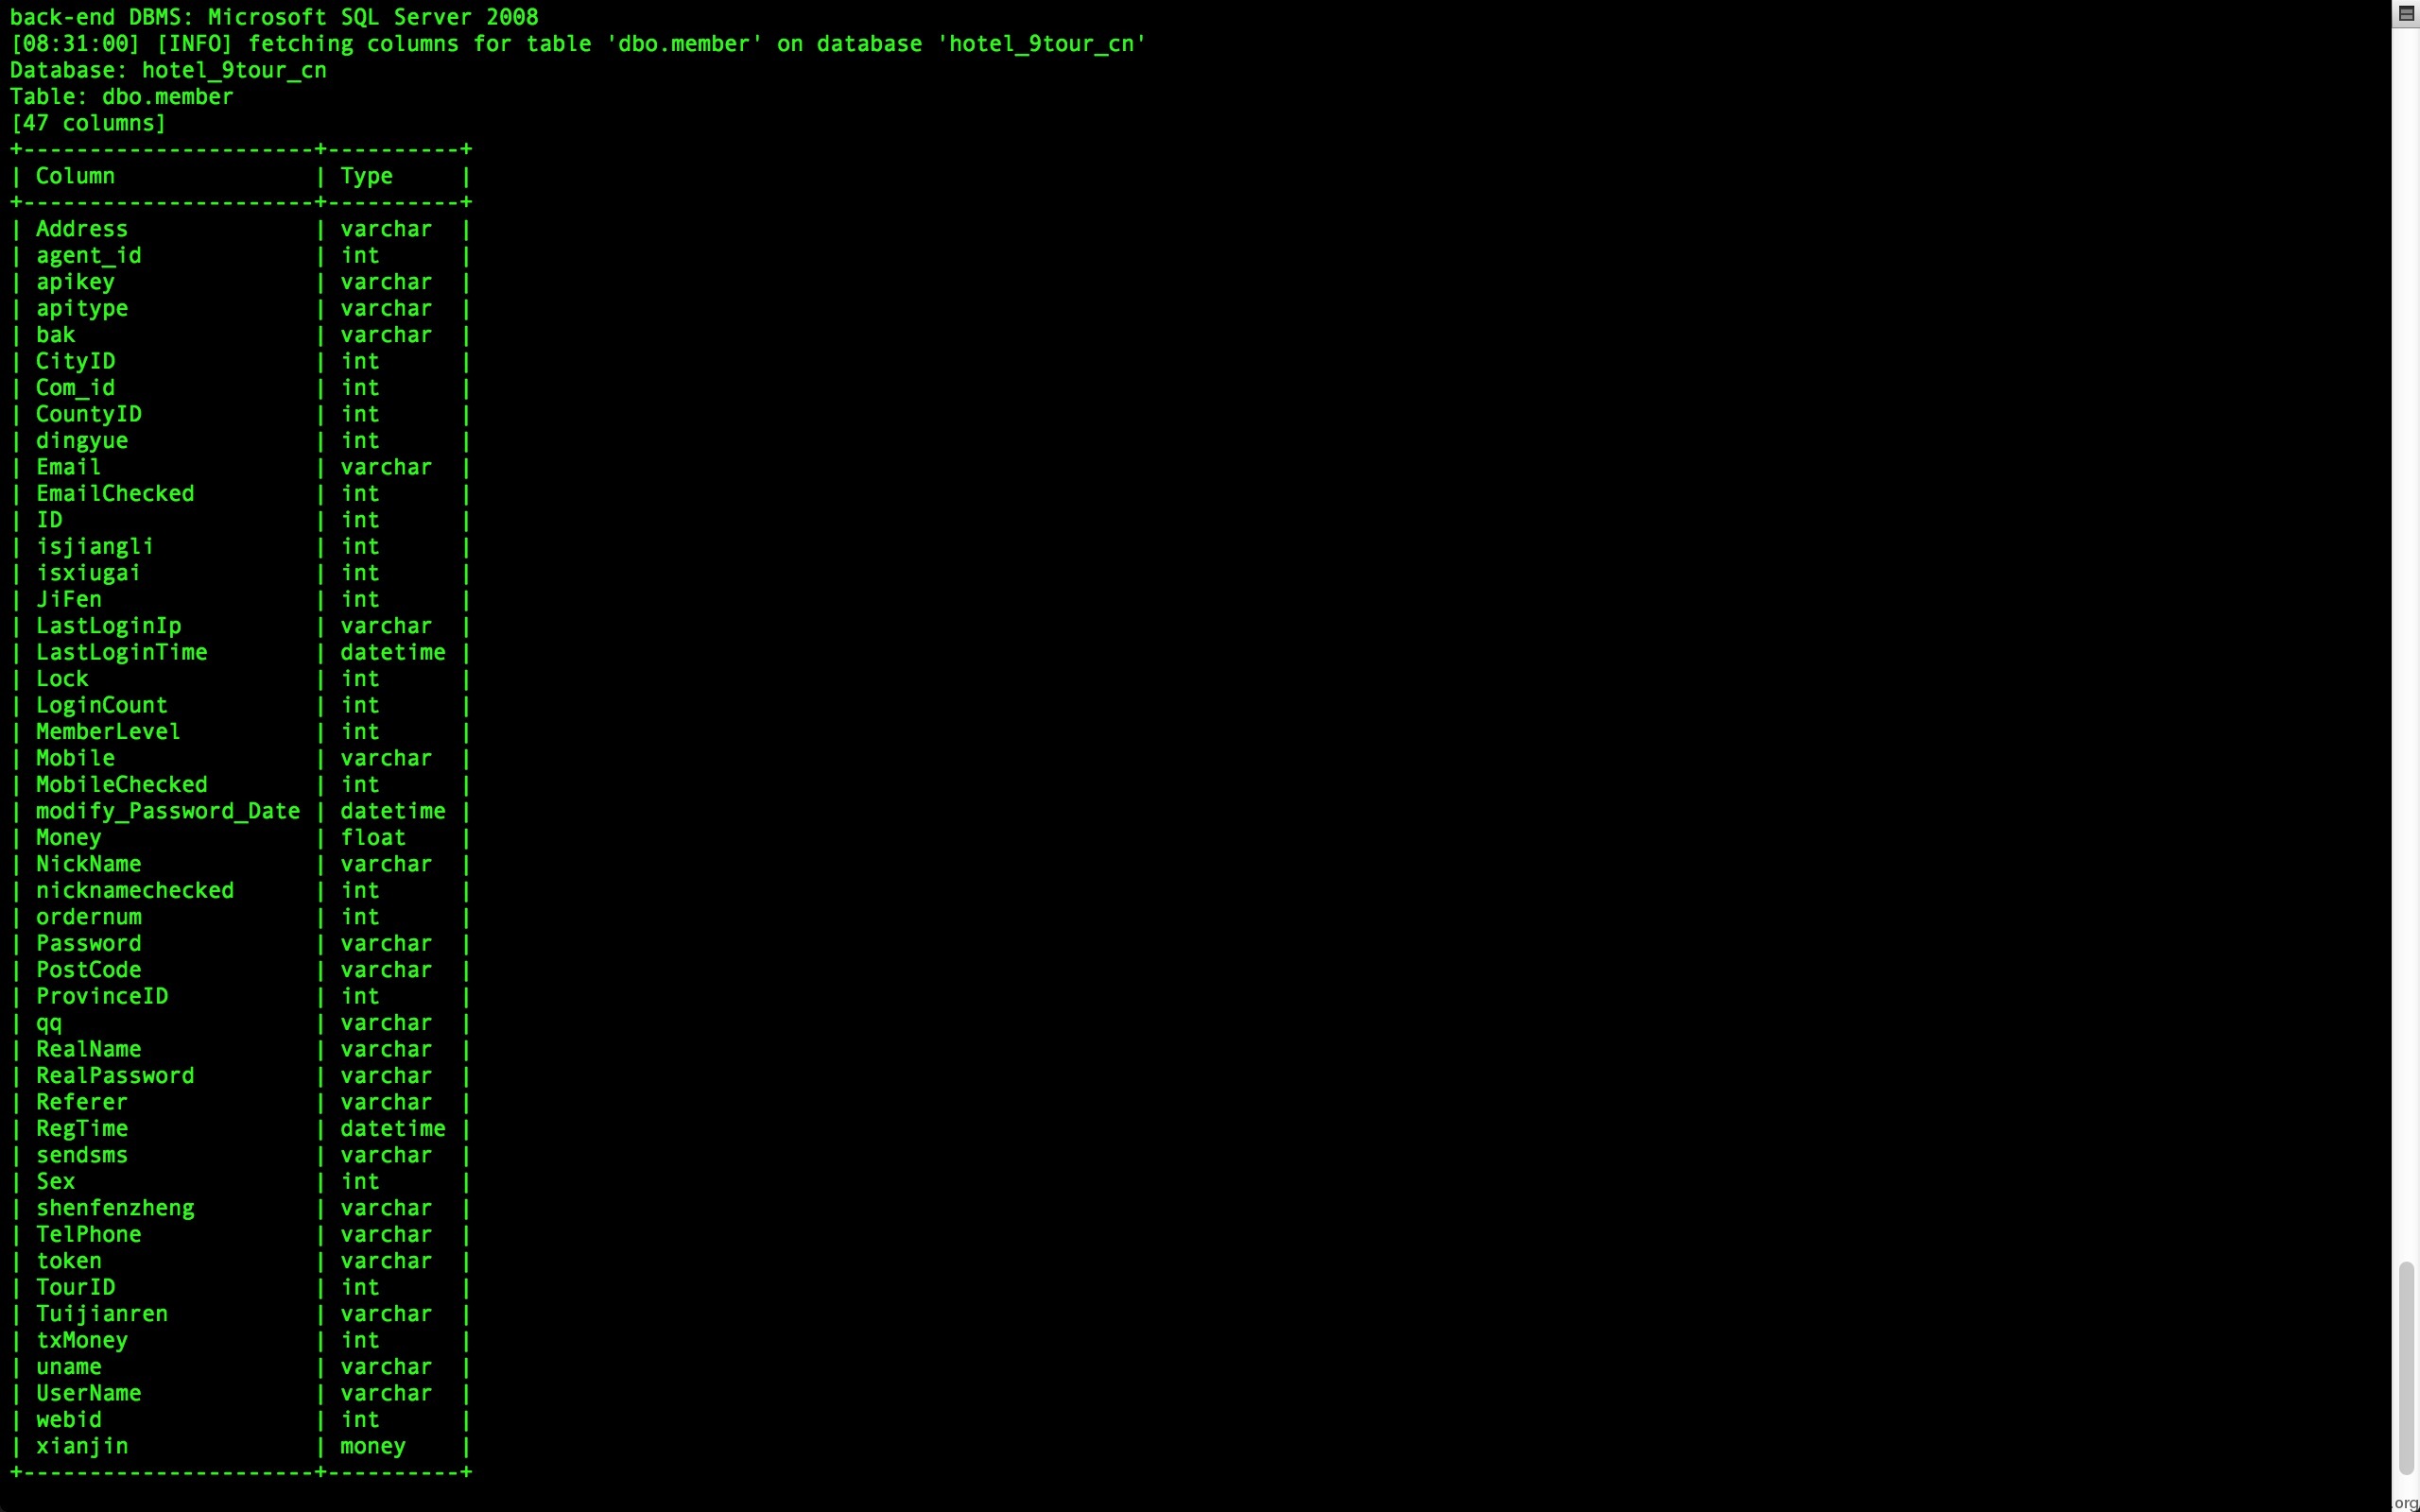 back-end DBMS: Microsoft SQL Server 2008
[08:31:00] [INFO] fetching columns for table 'dbo.member' on database 'hotel_9tour_cn'
Database: hotel_9tour_cn
Table: dbo.member
[47 columns]
+----------------------+----------+
| Column               | Type     |
+----------------------+----------+
| Address              | varchar  |
| agent_id             | int      |
| apikey               | varchar  |
| apitype              | varchar  |
| bak                  | varchar  |
| CityID               | int      |
| Com_id               | int      |
| CountyID             | int      |
| dingyue              | int      |
| Email                | varchar  |
| EmailChecked         | int      |
| ID                   | int      |
| isjiangli            | int      |
| isxiugai             | int      |
| JiFen                | int      |
| LastLoginIp          | varchar  |
| LastLoginTime        | datetime |
| Lock                 | int      |
| LoginCount           | int      |
| MemberLevel          | int      |
| Mobile               | varchar  |
| MobileChecked        | int      |
| modify_Password_Date | datetime |
| Money                | float    |
| NickName             | varchar  |
| nicknamechecked      | int      |
| ordernum             | int      |
| Password             | varchar  |
| PostCode             | varchar  |
| ProvinceID           | int      |
| qq                   | varchar  |
| RealName             | varchar  |
| RealPassword         | varchar  |
| Referer              | varchar  |
| RegTime              | datetime |
| sendsms              | varchar  |
| Sex                  | int      |
| shenfenzheng         | varchar  |
| TelPhone             | varchar  |
| token                | varchar  |
| TourID               | int      |
| Tuijianren           | varchar  |
| txMoney              | int      |
| uname                | varchar  |
| UserName             | varchar  |
| webid                | int      |
| xianjin              | money    |
+----------------------+----------+
.org